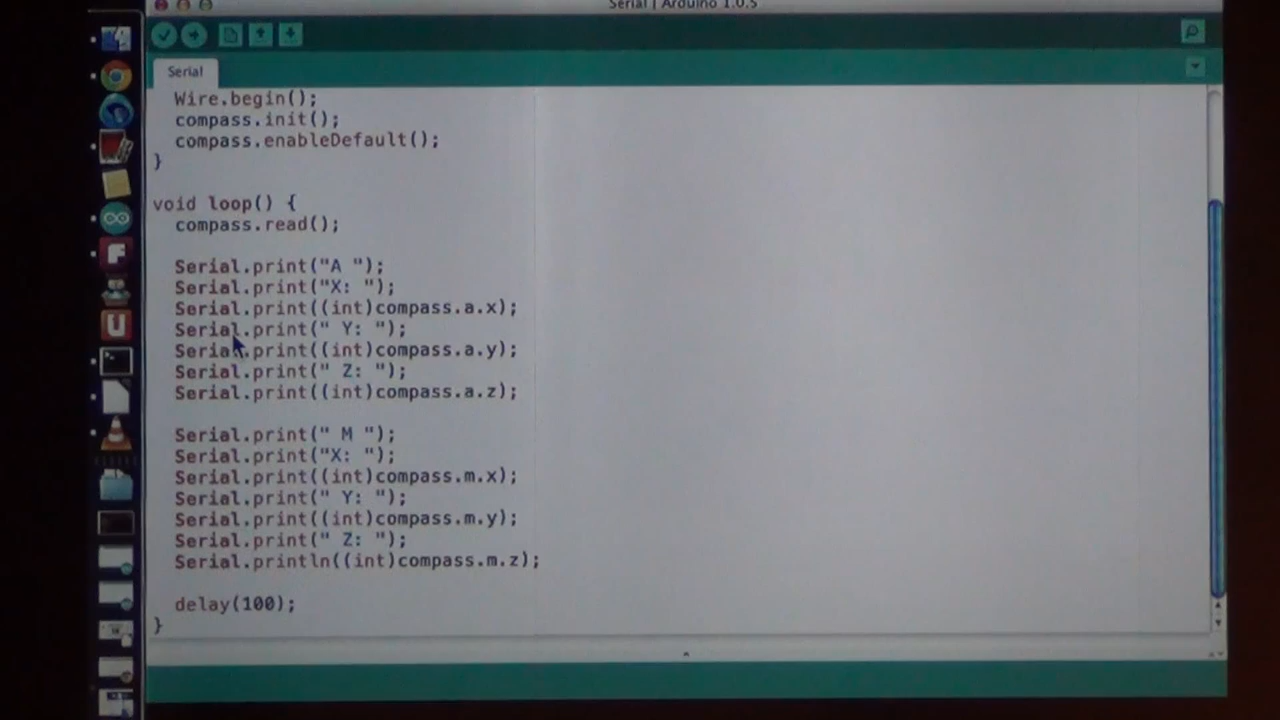 Serial | Arduino 1.0.5
Serial
Wire.begin();
compass.init();
compass.enableDefault();
}
void loop() {
compass.read();
Serial.print("A ");
Serial.print("X: ");
Serial.print((int)compass.a.x);
Serial.print(" Y: ");
Serial.print((int)compass.a.y);
Serial.print(" Z: ");
Serial.print((int)compass.a.z);
Serial.print(" M ");
Serial.print("X: ");
Serial.print((int)compass.m.x);
Serial.print(" Y: ");
Serial.print((int)compass.m.y);
Serial.print(" Z: ");
Serial.println((int)compass.m.z);
delay(100);
}
F
U